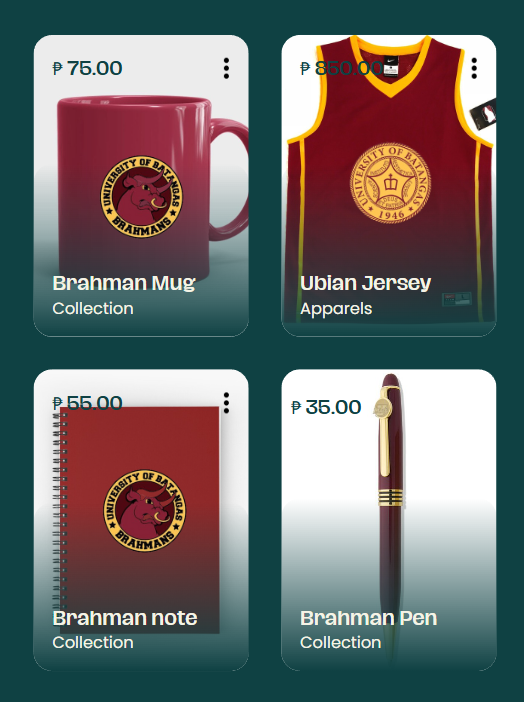 ₱ 75.00
UNIVERSITY OF BATANGAS
BRAHMANS
Brahman Mug
Collection
₱ 850.00
UNIVERSITY OF BATANGAS
1946
Ubian Jersey
Apparels
₱ 55.00
UNIVERSITY OF BATANGAS
BRAHMANS
Brahman note
Collection
₱ 35.00
Brahman Pen
Collection